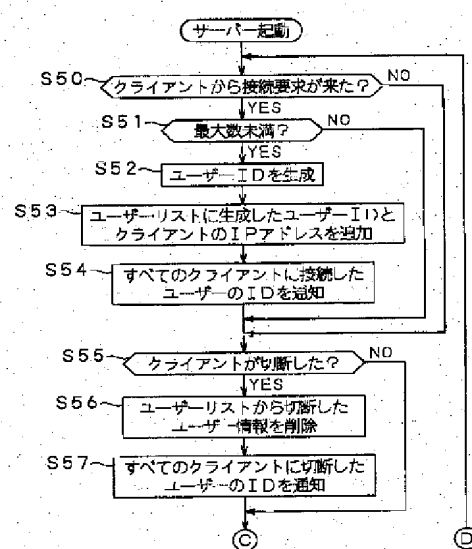 サーバー起動
S50
クライアントから接続要求が来た?
NO
YES
S51
最大数未満?
NO
YES
S52
ユーザーIDを生成
S53
ユーザーリストに生成したユーザーIDと
クライアントのIPアドレスを追加
S54
すべてのクライアントに接続した
ユーザーのIDを通知
S55
クライアントが切断した?
NO
YES
S56
ユーザーリストから切断した
ユーザー情報を削除
S57
すべてのクライアントに切断した
ユーザーのIDを通知
C
D